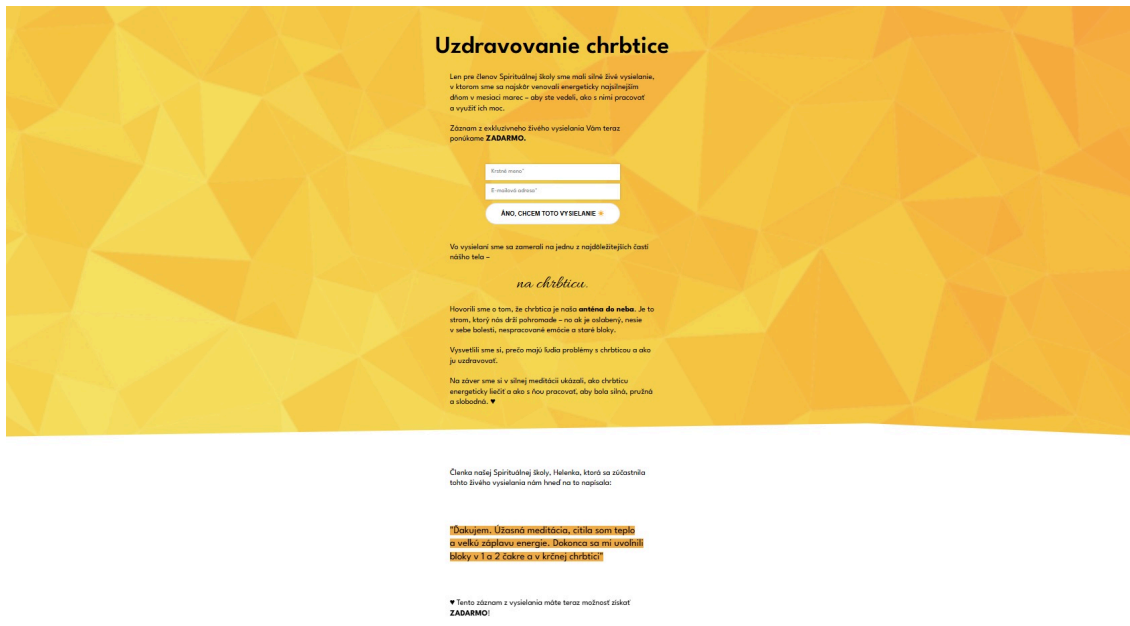 Uzdravovanie chrbtice
Len pre členov Spirituálnej školy sme mali silné živé vysielanie,
v ktorom sme sa najskôr venovali energeticky najsilnejším
dňom v mesiaci marec – aby ste vedeli, ako s nimi pracovať
a využiť ich moc.
Záznam z exkluzívneho živého vysielania Vám teraz
ponúkame ZADARMO.
Krstné meno*
E-mailová adresa*
ÁNO, CHCEM TOTO VYSIELANIE ☀
Vo vysielaní sme sa zamerali na jednu z najdôležitejších častí
nášho tela –
na chrbticu.
Hovorili sme o tom, že chrbtica je naša anténa do neba. Je to
strom, ktorý nás drží pohromade – no ak je oslabený, nesie
v sebe bolesti, nespracované emócie a staré bloky.
Vysvetlili sme si, prečo majú ľudia problémy s chrbticou a ako
ju uzdravovať.
Na záver sme si v silnej meditácii ukázali, ako chrbticu
energeticky liečiť a ako s ňou pracovať, aby bola silná, pružná
a slobodná. ♥
Členka našej Spirituálnej školy, Helenka, ktorá sa zúčastnila
tohto živého vysielania nám hneď na to napísala:
"Ďakujem. Úžasná meditácia, cítila som teplo
a veľkú záplavu energie. Dokonca sa mi uvoľnili
bloky v 1 a 2 čakre a v krčnej chrbtici"
♥ Tento záznam z vysielania máte teraz možnosť získať
ZADARMO!